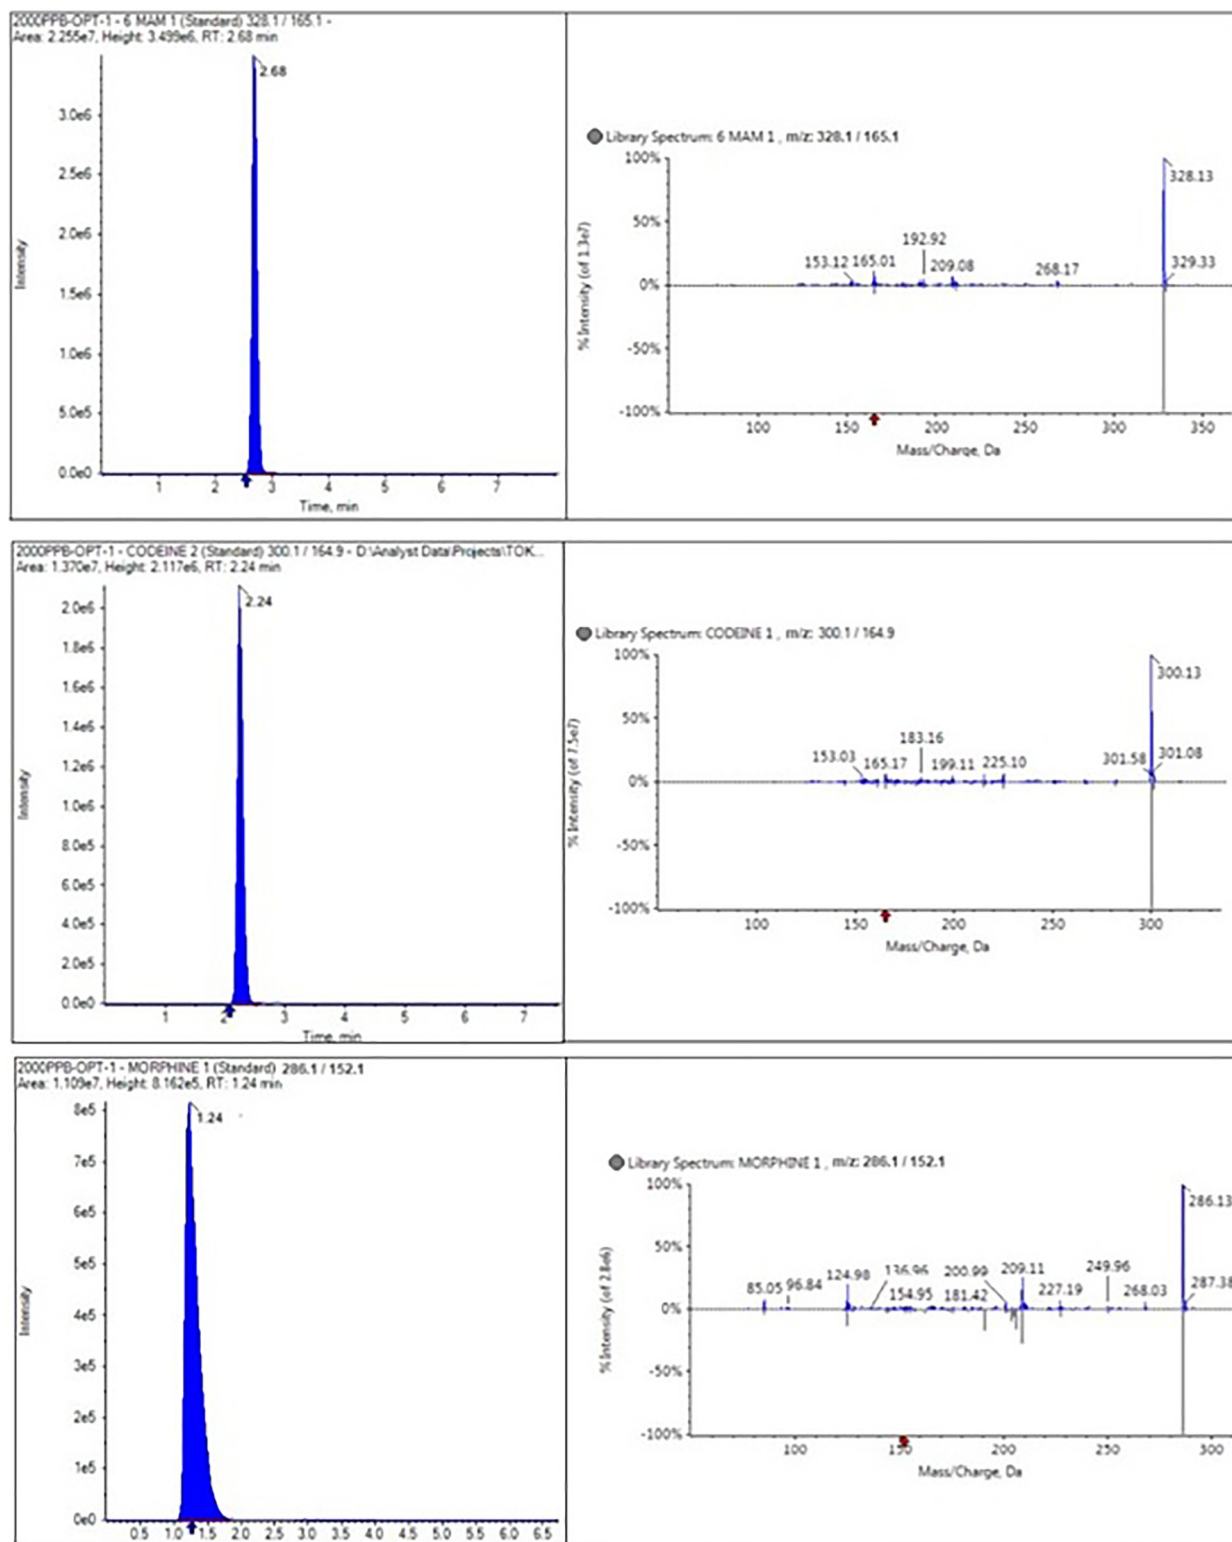 2000PPB-OPT-1 - 6 MAM 1 (Standard) 328.1 / 165.1 -
Area: 2.255e7, Height: 3.499e6, RT: 2.68 min
2.68
Intensity
3.0e6
2.5e6
2.0e6
1.5e6
1.0e6
5.0e5
0.0e0
1 2 3 4 5 6 7
Time, min
Library Spectrum: 6 MAM 1 , m/z: 328.1 / 165.1
% Intensity (of 1.3e7)
100%
50%
0%
-50%
-100%
153.12 165.01 192.92 209.08 268.17 328.13 329.33
100 150 200 250 300 350
Mass/Charge, Da
2000PPB-OPT-1 - CODEINE 2 (Standard) 300.1 / 164.9 - D:\Analyst Data\Projects\TOK...
Area: 1.370e7, Height: 2.117e6, RT: 2.24 min
2.24
Intensity
2.0e6
1.8e6
1.6e6
1.4e6
1.2e6
1.0e6
8.0e5
6.0e5
4.0e5
2.0e5
0.0e0
1 2 3 4 5 6 7
Time, min
Library Spectrum: CODEINE 1 , m/z: 300.1 / 164.9
% Intensity (of 7.5e7)
100%
50%
0%
-50%
-100%
153.03 165.17 183.16 199.11 225.10 301.58 300.13 301.08
100 150 200 250 300
Mass/Charge, Da
2000PPB-OPT-1 - MORPHINE 1 (Standard) 286.1 / 152.1
Area: 1.109e7, Height: 8.162e5, RT: 1.24 min
1.24
Intensity
8e5
7e5
6e5
5e5
4e5
3e5
2e5
1e5
0e0
0.5 1.0 1.5 2.0 2.5 3.0 3.5 4.0 4.5 5.0 5.5 6.0 6.5
Library Spectrum: MORPHINE 1 , m/z: 286.1 / 152.1
% Intensity (of 2.8e6)
100%
50%
0%
-50%
-100%
85.05 96.84 124.98 136.96 154.95 181.42 200.99 209.11 227.19 249.96 268.03 286.13 287.38
100 150 200 250 300
Mass/Charge, Da